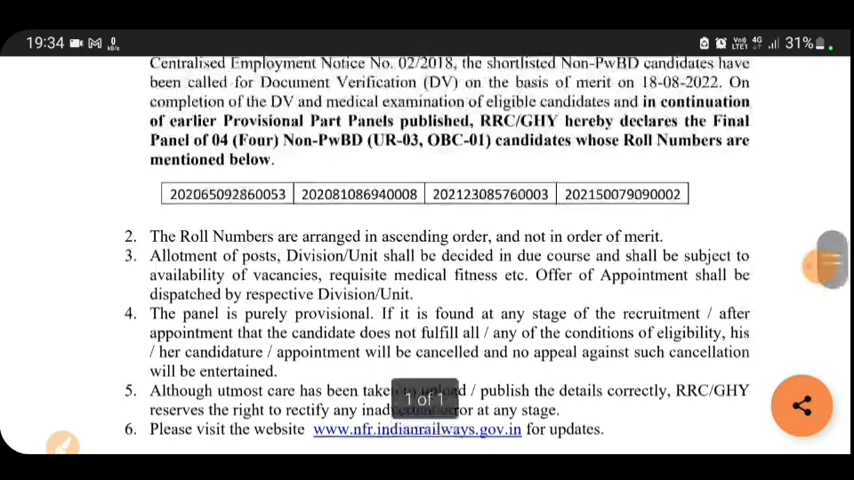 19:34 0 KB/s Vo) LTE1 4G 31%
Centralised Employment Notice No. 02/2018, the shortlisted Non-PwBD candidates have
been called for Document Verification (DV) on the basis of merit on 18-08-2022. On
completion of the DV and medical examination of eligible candidates and in continuation
of earlier Provisional Part Panels published, RRC/GHY hereby declares the Final
Panel of 04 (Four) Non-PwBD (UR-03, OBC-01) candidates whose Roll Numbers are
mentioned below.
202065092860053 202081086940008 202123085760003 202150079090002
2. The Roll Numbers are arranged in ascending order, and not in order of merit.
3. Allotment of posts, Division/Unit shall be decided in due course and shall be subject to
availability of vacancies, requisite medical fitness etc. Offer of Appointment shall be
dispatched by respective Division/Unit.
4. The panel is purely provisional. If it is found at any stage of the recruitment / after
appointment that the candidate does not fulfill all / any of the conditions of eligibility, his
/ her candidature / appointment will be cancelled and no appeal against such cancellation
will be entertained.
5. Although utmost care has been taken to upload / publish the details correctly, RRC/GHY
1 of 1
reserves the right to rectify any inadvertent error at any stage.
6. Please visit the website www.nfr.indianrailways.gov.in for updates.